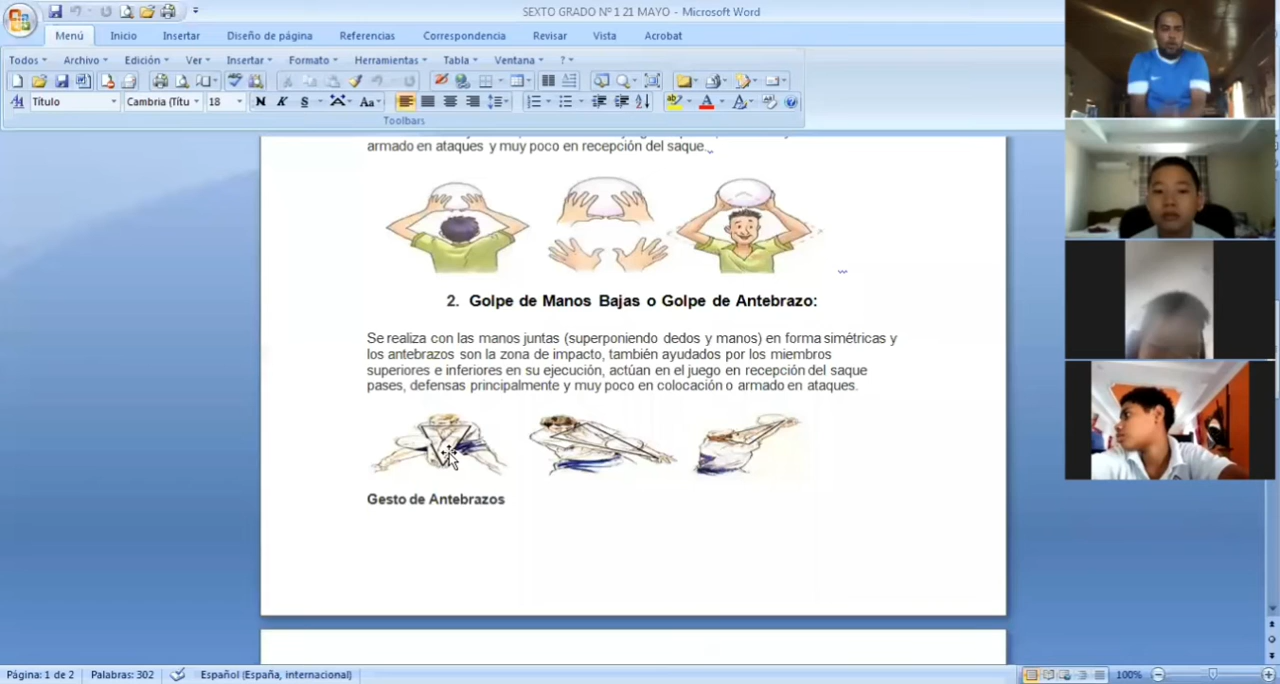 SEXTO GRADO Nº 1 21 MAYO - Microsoft Word
Menú Inicio Insertar Diseño de página Referencias Correspondencia Revisar Vista Acrobat
Todos Archivo Edición Ver Insertar Formato Herramientas Tabla Ventana ?
Título Cambria (Títu 18 N K S Aa
Toolbars
armado en ataques y muy poco en recepción del saque.
2. Golpe de Manos Bajas o Golpe de Antebrazo:
Se realiza con las manos juntas (superponiendo dedos y manos) en forma simétricas y
los antebrazos son la zona de impacto, también ayudados por los miembros
superiores e inferiores en su ejecución, actúan en el juego en recepción del saque
pases, defensas principalmente y muy poco en colocación o armado en ataques.
Gesto de Antebrazos
Página: 1 de 2 Palabras: 302 Español (España, internacional) 100%